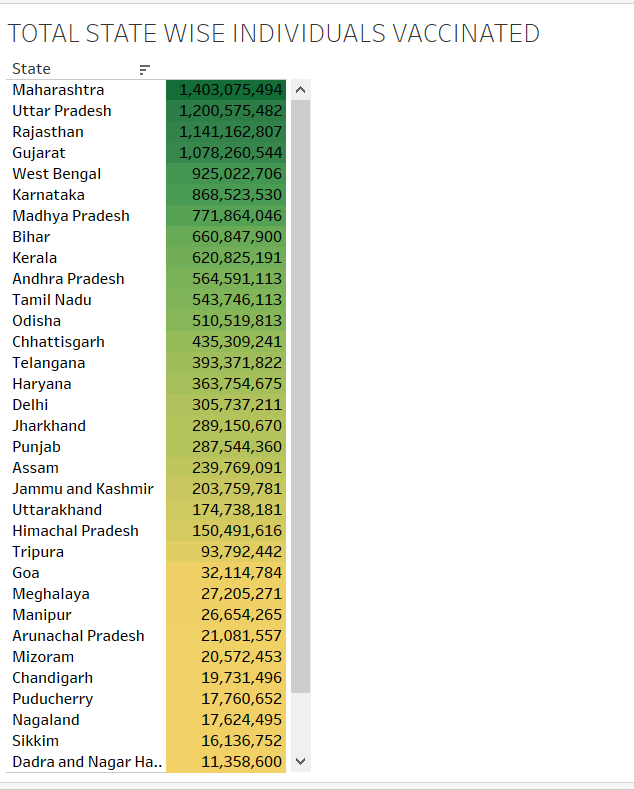 TOTAL STATE WISE INDIVIDUALS VACCINATED
State
Maharashtra 1,403,075,494
Uttar Pradesh 1,200,575,482
Rajasthan 1,141,162,807
Gujarat 1,078,260,544
West Bengal 925,022,706
Karnataka 868,523,530
Madhya Pradesh 771,864,046
Bihar 660,847,900
Kerala 620,825,191
Andhra Pradesh 564,591,113
Tamil Nadu 543,746,113
Odisha 510,519,813
Chhattisgarh 435,309,241
Telangana 393,371,822
Haryana 363,754,675
Delhi 305,737,211
Jharkhand 289,150,670
Punjab 287,544,360
Assam 239,769,091
Jammu and Kashmir 203,759,781
Uttarakhand 174,738,181
Himachal Pradesh 150,491,616
Tripura 93,792,442
Goa 32,114,784
Meghalaya 27,205,271
Manipur 26,654,265
Arunachal Pradesh 21,081,557
Mizoram 20,572,453
Chandigarh 19,731,496
Puducherry 17,760,652
Nagaland 17,624,495
Sikkim 16,136,752
Dadra and Nagar Ha.. 11,358,600